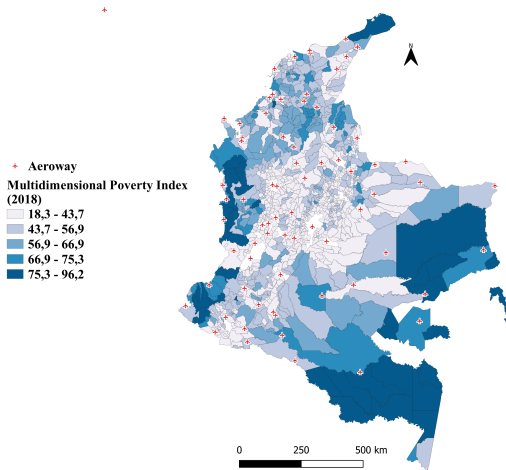 N
Aeroway
Multidimensional Poverty Index
(2018)
18,3 - 43,7
43,7 - 56,9
56,9 - 66,9
66,9 - 75,3
75,3 - 96,2
0 250 500 km